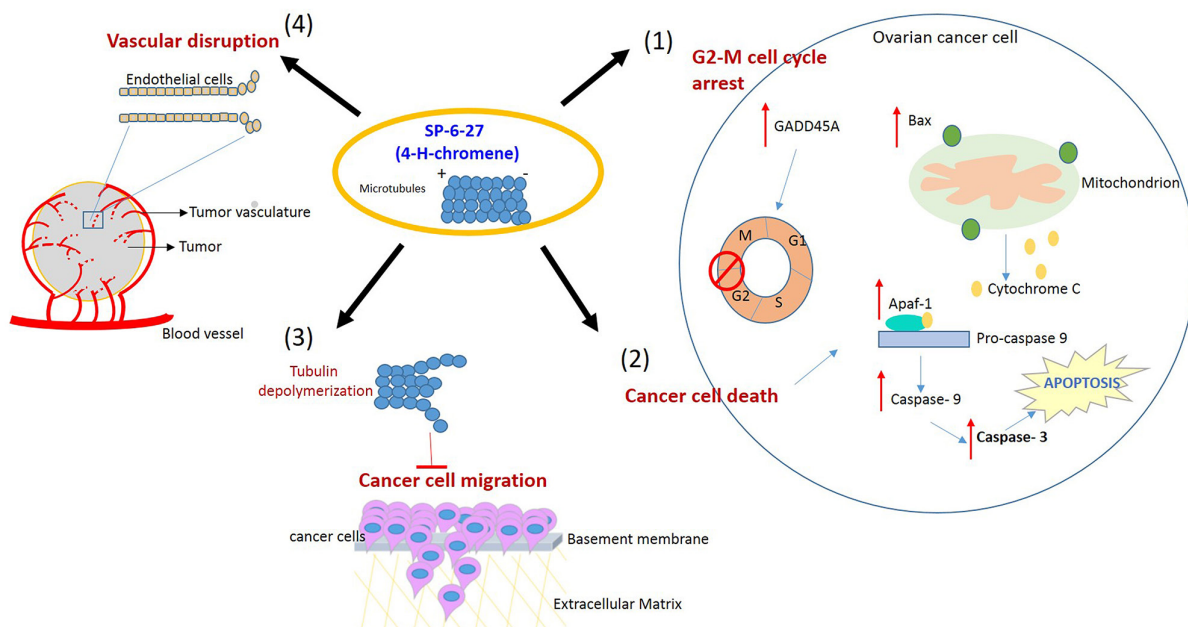 (4)
Vascular disruption
Endothelial cells
Tumor vasculature
Tumor
Blood vessel
SP-6-27
(4-H-chromene)
+
-
Microtubules
(1)
G2-M cell cycle
arrest
Ovarian cancer cell
GADD45A
Bax
Mitochondrion
M
G1
G2
S
Cytochrome C
Apaf-1
Pro-caspase 9
Caspase- 9
Caspase- 3
APOPTOSIS
(2)
Cancer cell death
(3)
Tubulin
depolymerization
Cancer cell migration
cancer cells
Basement membrane
Extracellular Matrix